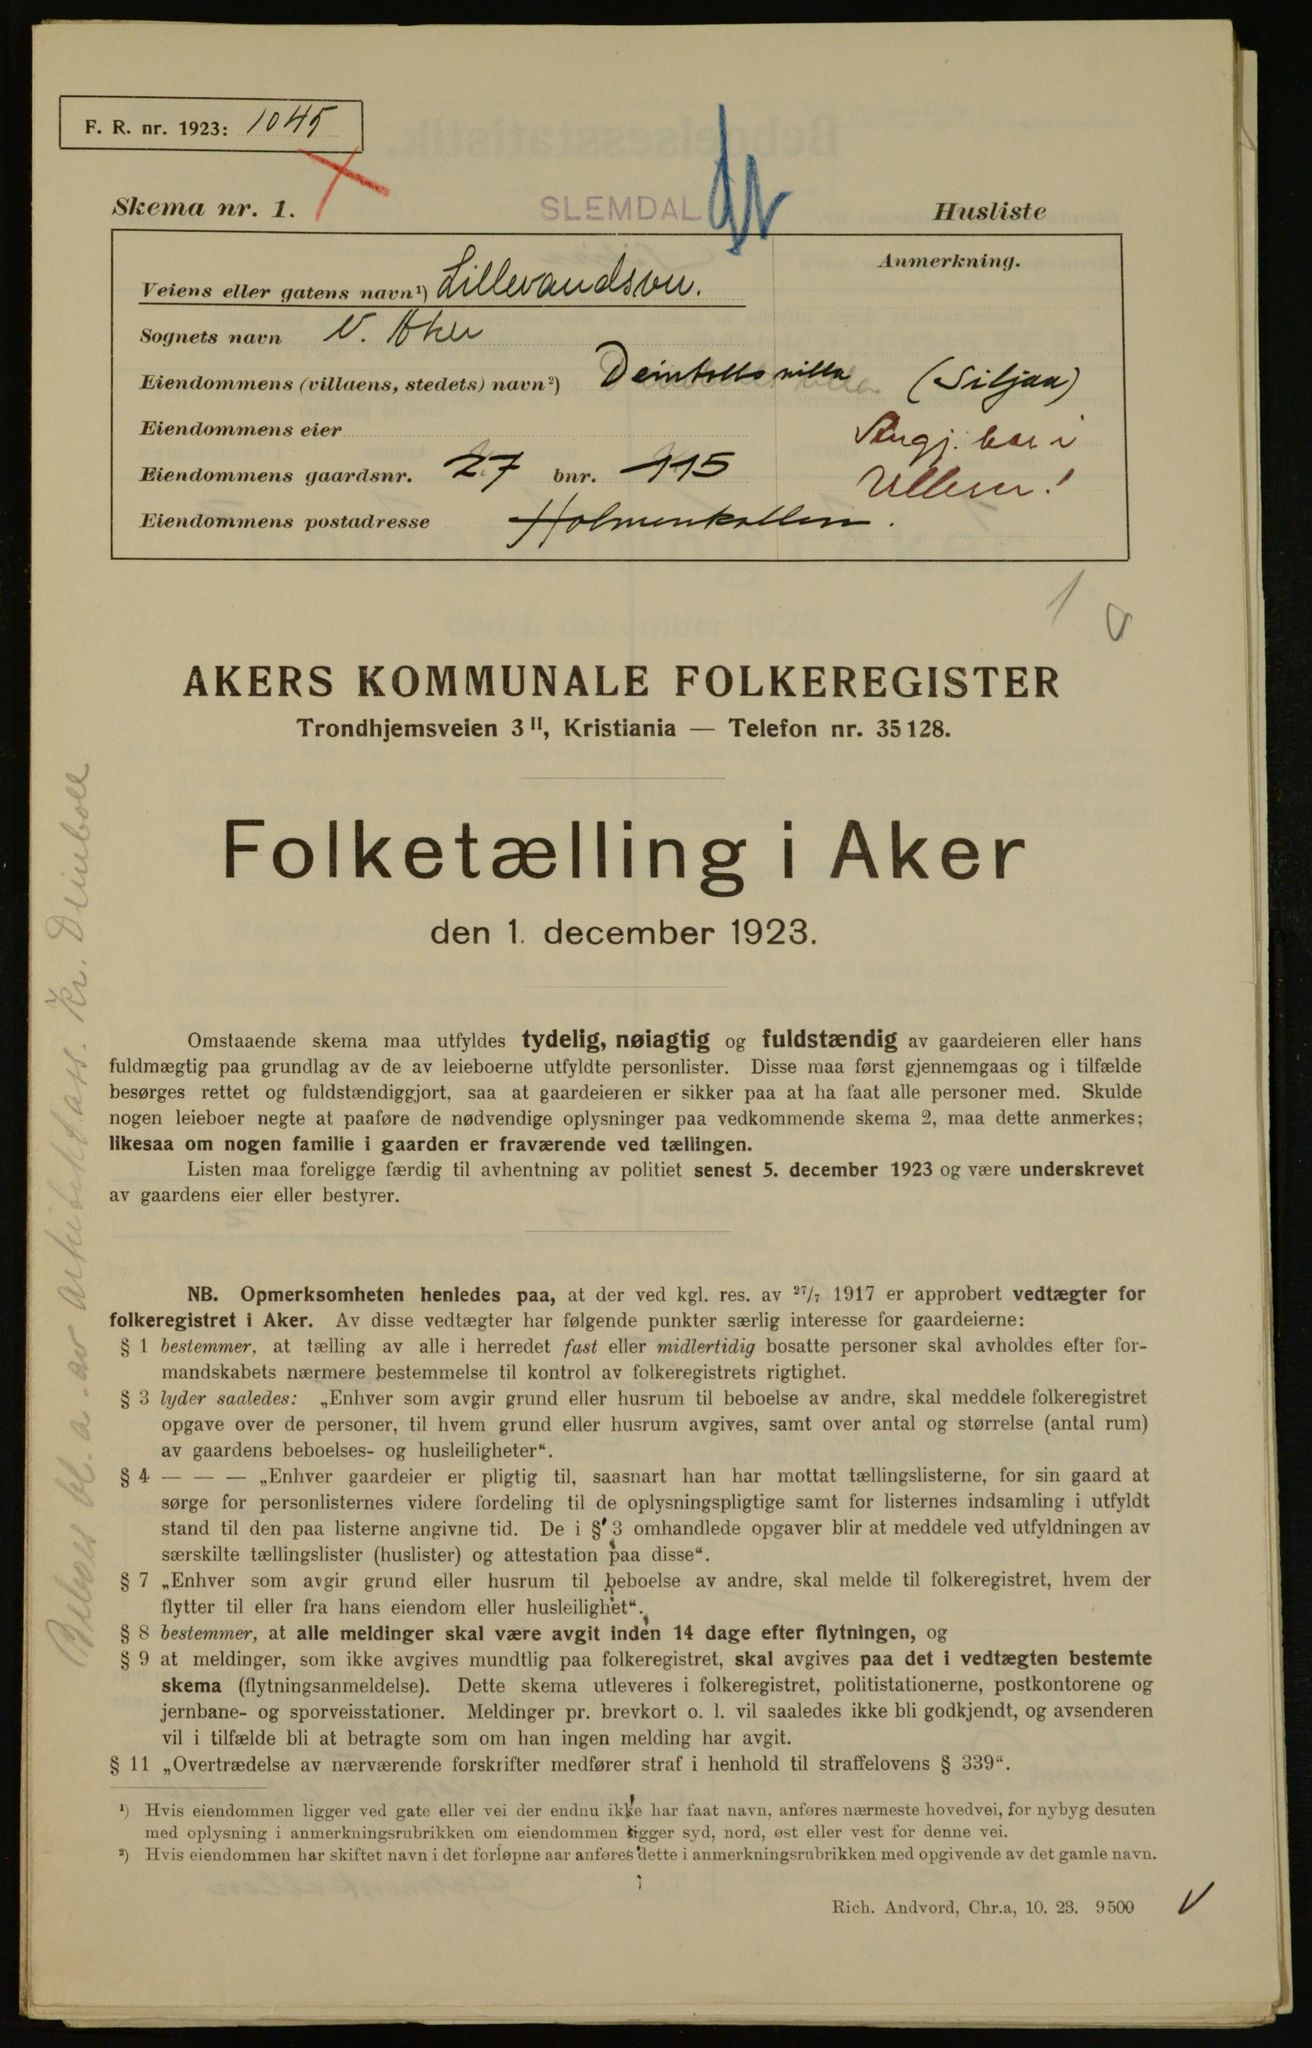 F. R. nr. 1923: 1045
Skema nr. 1.
SLEMDAL
Husliste
Anmerkning.
Veiens eller gatens navn¹) Lillevandsvn.
Sognets navn V. Aker
Eiendommens (villaens, stedets) navn²) Deinbolls villa (Siljaa)
Eiendommens eier
Angj. bor i
Eiendommens gaardsnr. 27 bnr. 115
Ullern!
Eiendommens postadresse Holmenkollen.
1
AKERS KOMMUNALE FOLKEREGISTER
Trondhjemsveien 3 II, Kristiania — Telefon nr. 35128.
Folketælling i Aker
den 1. december 1923.
Omstaaende skema maa utfyldes tydelig, nøiagtig og fuldstændig av gaardeieren eller hans
fuldmægtig paa grundlag av de av leieboerne utfyldte personlister. Disse maa først gjennemgaas og i tilfælde
besørges rettet og fuldstændiggjort, saa at gaardeieren er sikker paa at ha faat alle personer med. Skulde
nogen leieboer negte at paaføre de nødvendige oplysninger paa vedkommende skema 2, maa dette anmerkes;
likesaa om nogen familie i gaarden er fraværende ved tællingen.
Listen maa foreligge færdig til avhentning av politiet senest 5. december 1923 og være underskrevet
av gaardens eier eller bestyrer.
NB. Opmerksomheten henledes paa, at der ved kgl. res. av 27/7 1917 er approbert vedtægter for
folkeregistret i Aker. Av disse vedtægter har følgende punkter særlig interesse for gaardeierne:
§ 1 bestemmer, at tælling av alle i herredet fast eller midlertidig bosatte personer skal avholdes efter for-
mandskabets nærmere bestemmelse til kontrol av folkeregistrets rigtighet.
§ 3 lyder saaledes: „Enhver som avgir grund eller husrum til beboelse av andre, skal meddele folkeregistret
opgave over de personer, til hvem grund eller husrum avgives, samt over antal og størrelse (antal rum)
av gaardens beboelses- og husleiligheter“.
§ 4 — — — „Enhver gaardeier er pligtig til, saasnart han har mottat tællingslisterne, for sin gaard at
sørge for personlisternes videre fordeling til de oplysningspligtige samt for listernes indsamling i utfyldt
stand til den paa listerne angivne tid. De i § 3 omhandlede opgaver blir at meddele ved utfyldningen av
særskilte tællingslister (huslister) og attestation paa disse“.
§ 7 „Enhver som avgir grund eller husrum til beboelse av andre, skal melde til folkeregistret, hvem der
flytter til eller fra hans eiendom eller husleilighet“.
§ 8 bestemmer, at alle meldinger skal være avgit inden 14 dage efter flytningen, og
§ 9 at meldinger, som ikke avgives mundtlig paa folkeregistret, skal avgives paa det i vedtægten bestemte
skema (flytningsanmeldelse). Dette skema utleveres i folkeregistret, politistationerne, postkontorene og
jernbane- og sporveisstationer. Meldinger pr. brevkort o. l. vil saaledes ikke bli godkjendt, og avsenderen
vil i tilfælde bli at betragte som om han ingen melding har avgit.
§ 11 „Overtrædelse av nærværende forskrifter medfører straf i henhold til straffelovens § 339“.
¹) Hvis eiendommen ligger ved gate eller vei der endnu ikke har faat navn, anføres nærmeste hovedvei, for nybyg desuten
med oplysning i anmerkningsrubrikken om eiendommen ligger syd, nord, øst eller vest for denne vei.
²) Hvis eiendommen har skiftet navn i det forløpne aar anføres dette i anmerkningsrubrikken med opgivende av det gamle navn.
Rich. Andvord, Chr.a, 10. 23. 9500
Beboes bl. a. av arkitekt ass. Kr. Deinboll